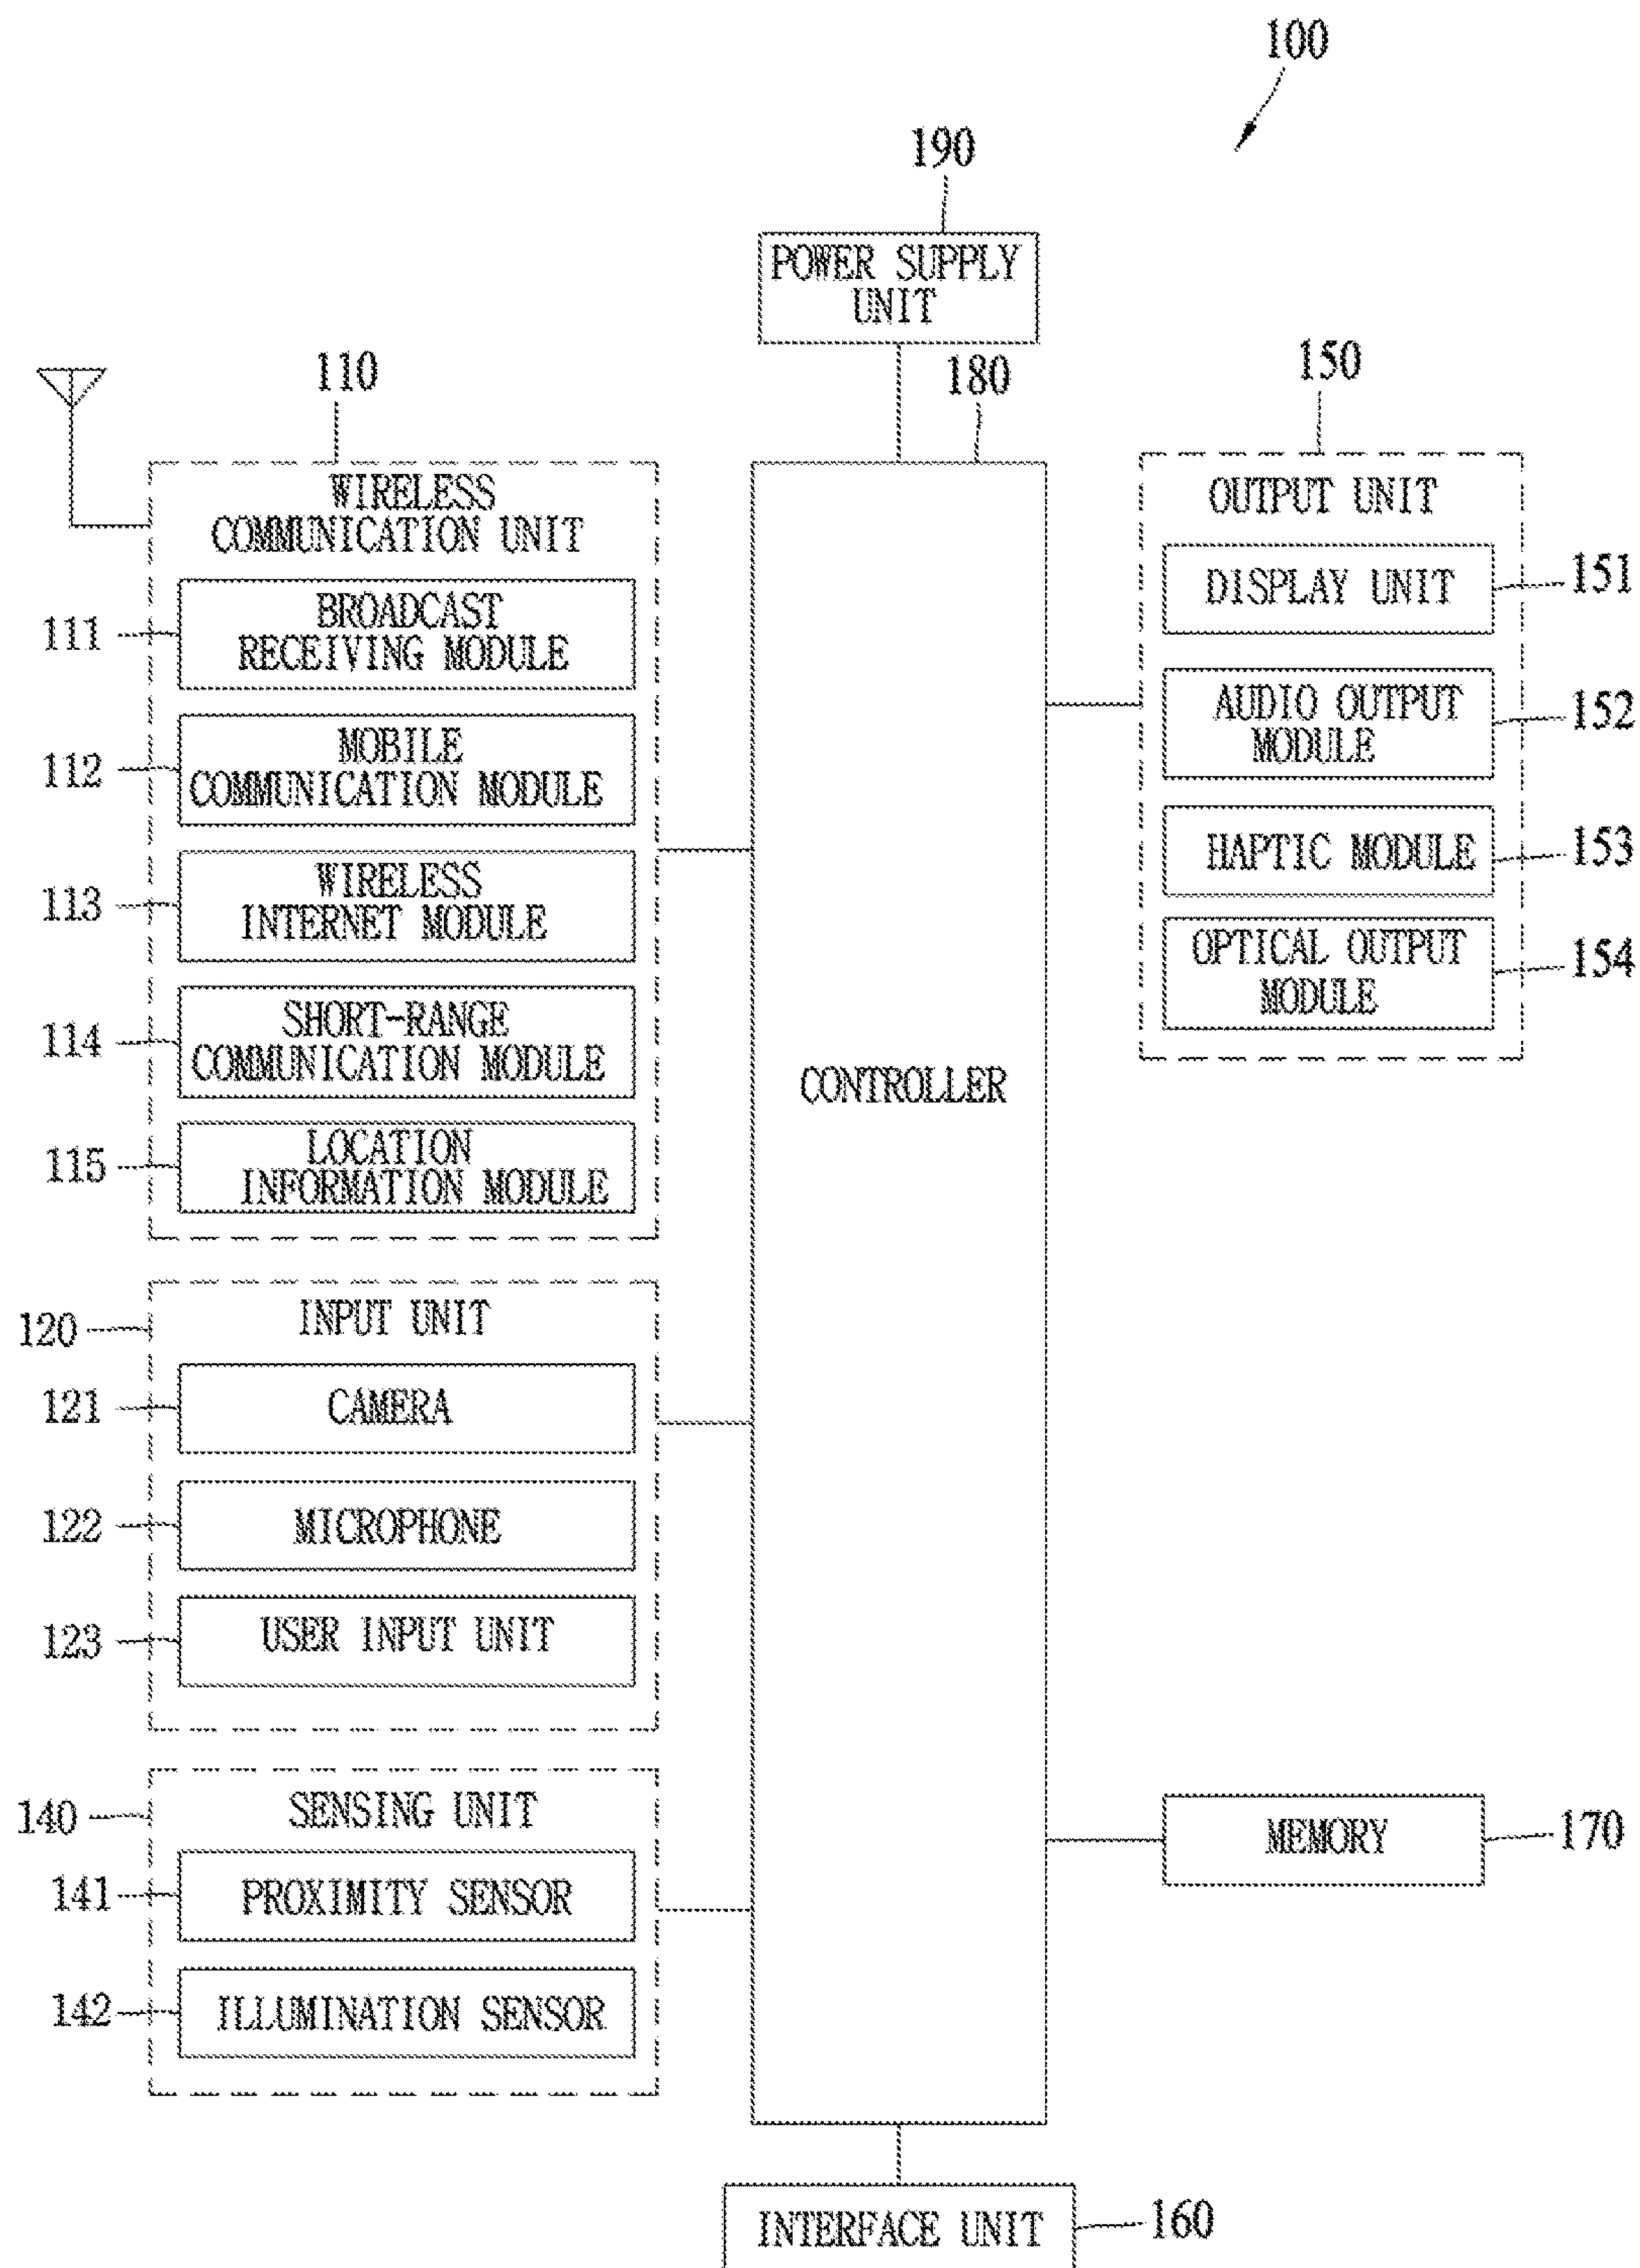 100
190
POWER SUPPLY
UNIT
110
180
150
WIRELESS
COMMUNICATION UNIT
111
BROADCAST
RECEIVING MODULE
112
MOBILE
COMMUNICATION MODULE
113
WIRELESS
INTERNET MODULE
114
SHORT-RANGE
COMMUNICATION MODULE
115
LOCATION
INFORMATION MODULE
120
INPUT UNIT
121
CAMERA
122
MICROPHONE
123
USER INPUT UNIT
140
SENSING UNIT
141
PROXIMITY SENSOR
142
ILLUMINATION SENSOR
CONTROLLER
OUTPUT UNIT
DISPLAY UNIT
151
AUDIO OUTPUT
MODULE
152
HAPTIC MODULE
153
OPTICAL OUTPUT
MODULE
154
MEMORY
170
INTERFACE UNIT
160